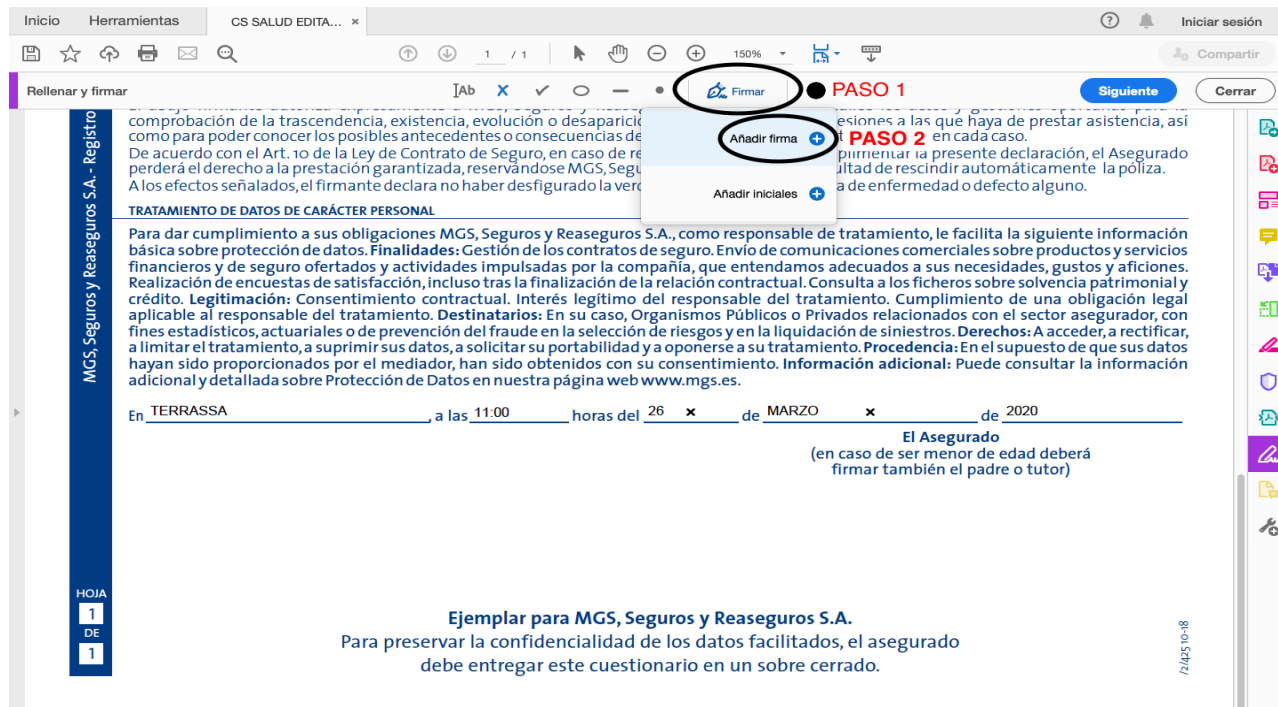 Inicio Herramientas CS SALUD EDITA... × Iniciar sesión
1 / 1 150% Compartir
Rellenar y firmar Ab Firmar PASO 1 Siguiente Cerrar
comprobación de la trascendencia, existencia, evolución o desaparici esiones a las que haya de prestar asistencia, así
Añadir firma PASO 2
como para poder conocer los posibles antecedentes o consecuencias de en cada caso.
De acuerdo con el Art. 10 de la Ley de Contrato de Seguro, en caso de re plimentar la presente declaración, el Asegurado
perderá el derecho a la prestación garantizada, reservándose MGS, Segu ultad de rescindir automáticamente la póliza.
A los efectos señalados, el firmante declara no haber desfigurado la ver a de enfermedad o defecto alguno.
Añadir iniciales
TRATAMIENTO DE DATOS DE CARÁCTER PERSONAL
Para dar cumplimiento a sus obligaciones MGS, Seguros y Reaseguros S.A., como responsable de tratamiento, le facilita la siguiente información
básica sobre protección de datos. Finalidades: Gestión de los contratos de seguro. Envío de comunicaciones comerciales sobre productos y servicios
financieros y de seguro ofertados y actividades impulsadas por la compañía, que entendamos adecuados a sus necesidades, gustos y aficiones.
Realización de encuestas de satisfacción, incluso tras la finalización de la relación contractual. Consulta a los ficheros sobre solvencia patrimonial y
crédito. Legitimación: Consentimiento contractual. Interés legítimo del responsable del tratamiento. Cumplimiento de una obligación legal
aplicable al responsable del tratamiento. Destinatarios: En su caso, Organismos Públicos o Privados relacionados con el sector asegurador, con
fines estadísticos, actuariales o de prevención del fraude en la selección de riesgos y en la liquidación de siniestros. Derechos: A acceder, a rectificar,
a limitar el tratamiento, a suprimir sus datos, a solicitar su portabilidad y a oponerse a su tratamiento. Procedencia: En el supuesto de que sus datos
hayan sido proporcionados por el mediador, han sido obtenidos con su consentimiento. Información adicional: Puede consultar la información
adicional y detallada sobre Protección de Datos en nuestra página web www.mgs.es.
En TERRASSA, a las 11:00 horas del 26 × de MARZO × de 2020
El Asegurado
(en caso de ser menor de edad deberá
firmar también el padre o tutor)
MGS, Seguros y Reaseguros S.A. - Registro
HOJA
1
DE
1
Ejemplar para MGS, Seguros y Reaseguros S.A.
Para preservar la confidencialidad de los datos facilitados, el asegurado
debe entregar este cuestionario en un sobre cerrado.
/2/425 10-18